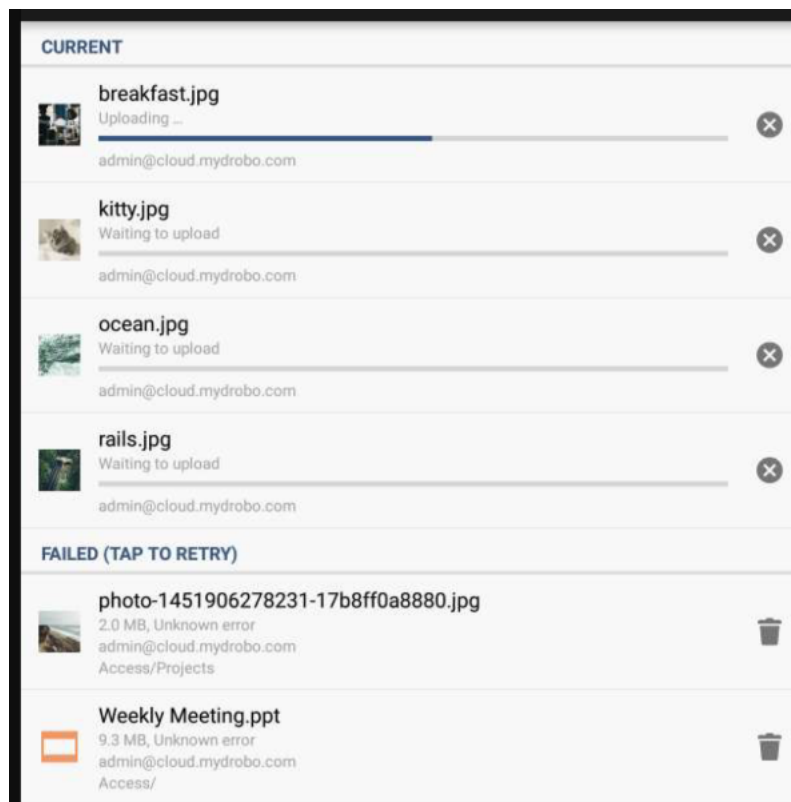 CURRENT
breakfast.jpg
Uploading ...
admin@cloud.mydrobo.com
kitty.jpg
Waiting to upload
admin@cloud.mydrobo.com
ocean.jpg
Waiting to upload
admin@cloud.mydrobo.com
rails.jpg
Waiting to upload
admin@cloud.mydrobo.com
FAILED (TAP TO RETRY)
photo-1451906278231-17b8ff0a8880.jpg
2.0 MB, Unknown error
admin@cloud.mydrobo.com
Access/Projects
Weekly Meeting.ppt
9.3 MB, Unknown error
admin@cloud.mydrobo.com
Access/